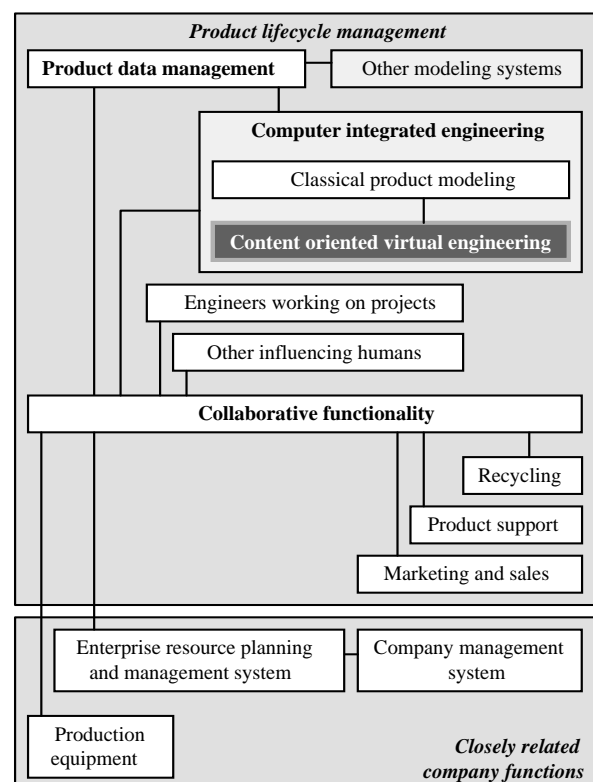 Product lifecycle management
Product data management
Other modeling systems
Computer integrated engineering
Classical product modeling
Content oriented virtual engineering
Engineers working on projects
Other influencing humans
Collaborative functionality
Recycling
Product support
Marketing and sales
Enterprise resource planning
and management system
Company management
system
Production
equipment
Closely related
company functions